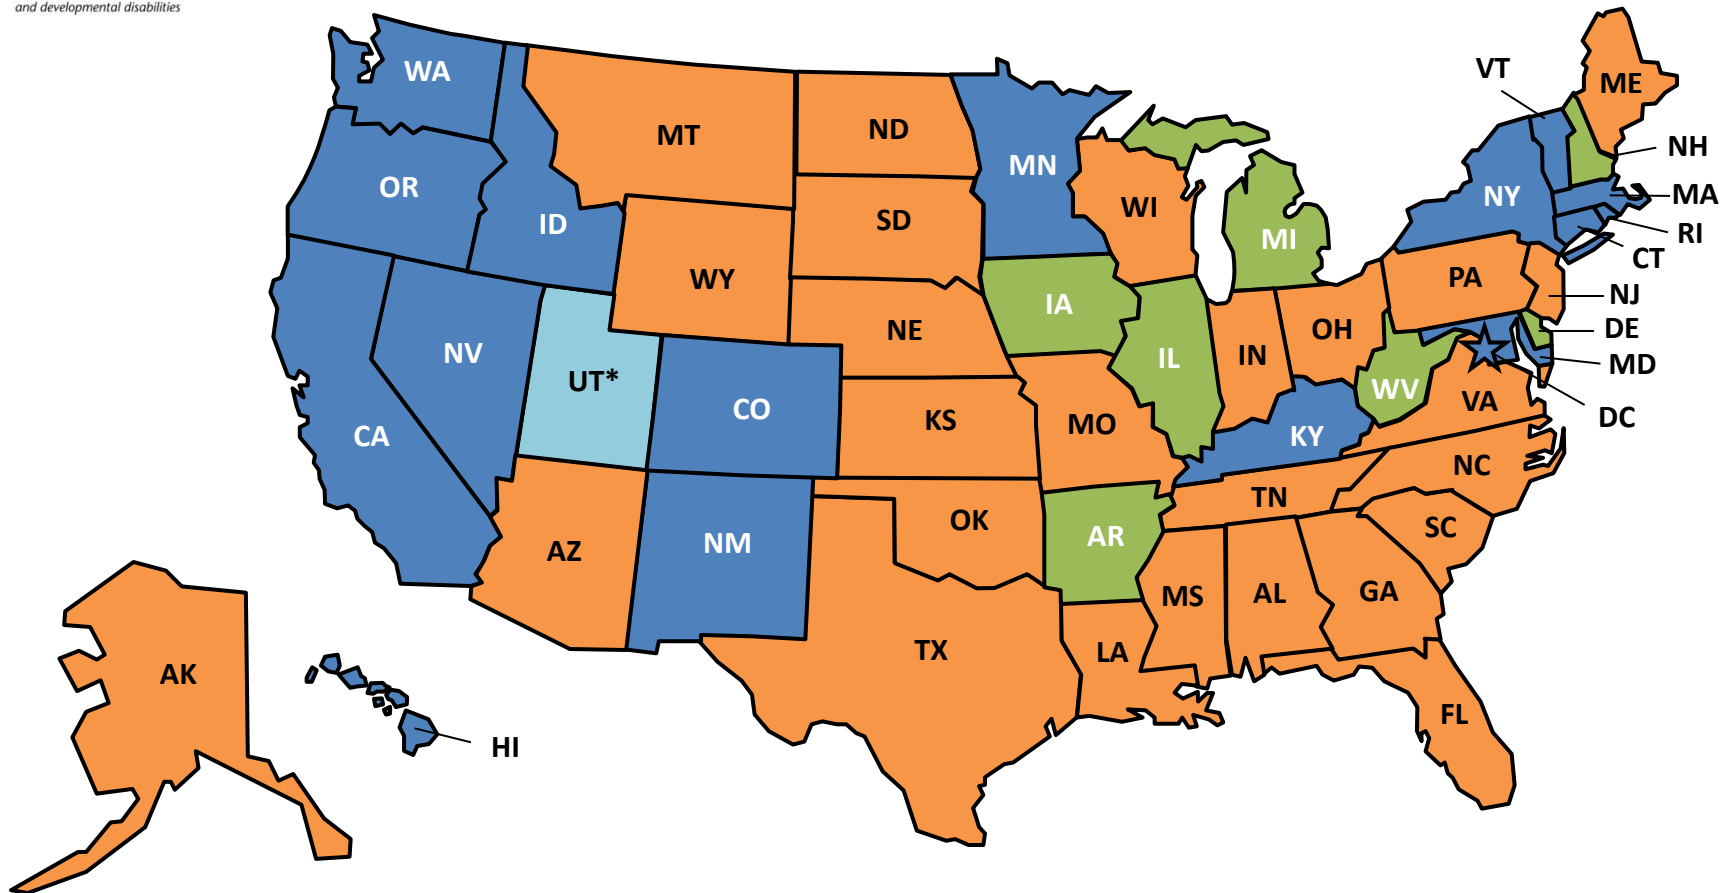 and developmental disabilities
WA
MT
ND
MN
VT
ME
OR
ID
SD
WI
MI
NY
NH
MA
RI
CT
WY
NE
IA
PA
NJ
DE
MD
DC
NV
UT*
CO
KS
MO
IL
IN
OH
WV
VA
KY
CA
AZ
NM
OK
AR
TN
NC
SC
TX
LA
MS
AL
GA
FL
AK
HI